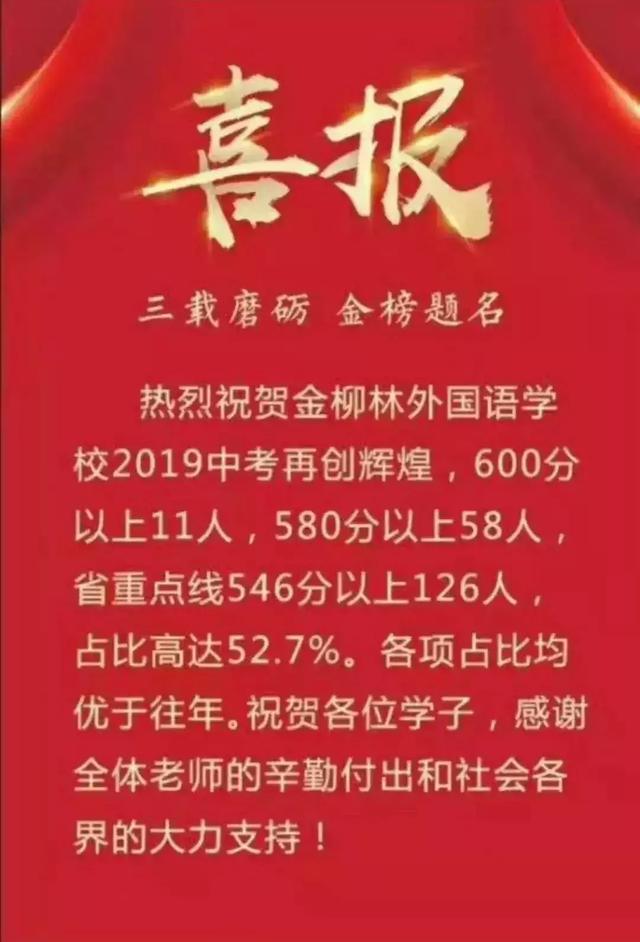 喜报
三载磨砺 金榜题名
热烈祝贺金柳林外国语学
校2019中考再创辉煌，600分
以上11人，580分以上58人，
省重点线546分以上126人，
占比高达52.7%。各项占比均
优于往年。祝贺各位学子，感谢
全体老师的辛勤付出和社会各
界的大力支持！